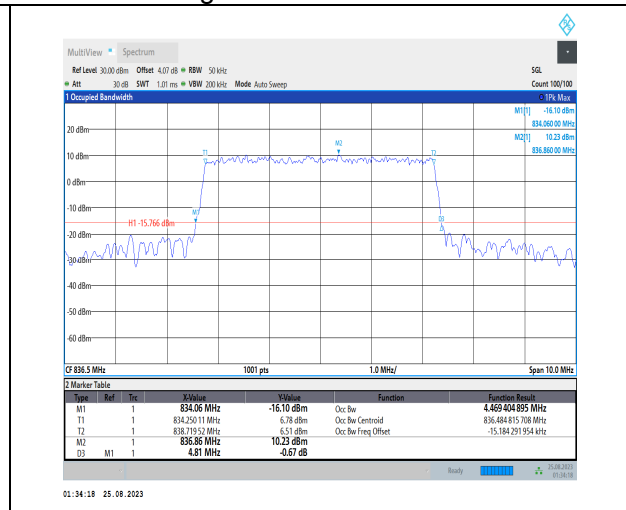 MultiView Spectrum
Ref Level 30.00 dBm Offset 4.07 dB RBW 50 kHz SGL
Att 30 dB SWT 1.01 ms VBW 200 kHz Mode Auto Sweep Count 100/100
1 Occupied Bandwidth 1Pk Max
M1[1] -16.10 dBm
834.060 00 MHz
M2[1] 10.23 dBm
836.860 00 MHz
20 dBm
M2
T1 T2
10 dBm
0 dBm
-10 dBm
M1 D3
H1 -15.766 dBm
-20 dBm
-30 dBm
-40 dBm
-50 dBm
-60 dBm
CF 836.5 MHz 1001 pts 1.0 MHz/ Span 10.0 MHz
2 Marker Table
Type Ref Trc X-Value Y-Value Function Function Result
M1 1 834.06 MHz -16.10 dBm Occ Bw 4.469 404 895 MHz
T1 1 834.250 11 MHz 6.78 dBm Occ Bw Centroid 836.484 815 708 MHz
T2 1 838.719 52 MHz 6.51 dBm Occ Bw Freq Offset -15.184 291 954 kHz
M2 1 836.86 MHz 10.23 dBm
D3 M1 1 4.81 MHz -0.67 dB
Ready 25.08.2023
01:34:18
01:34:18 25.08.2023